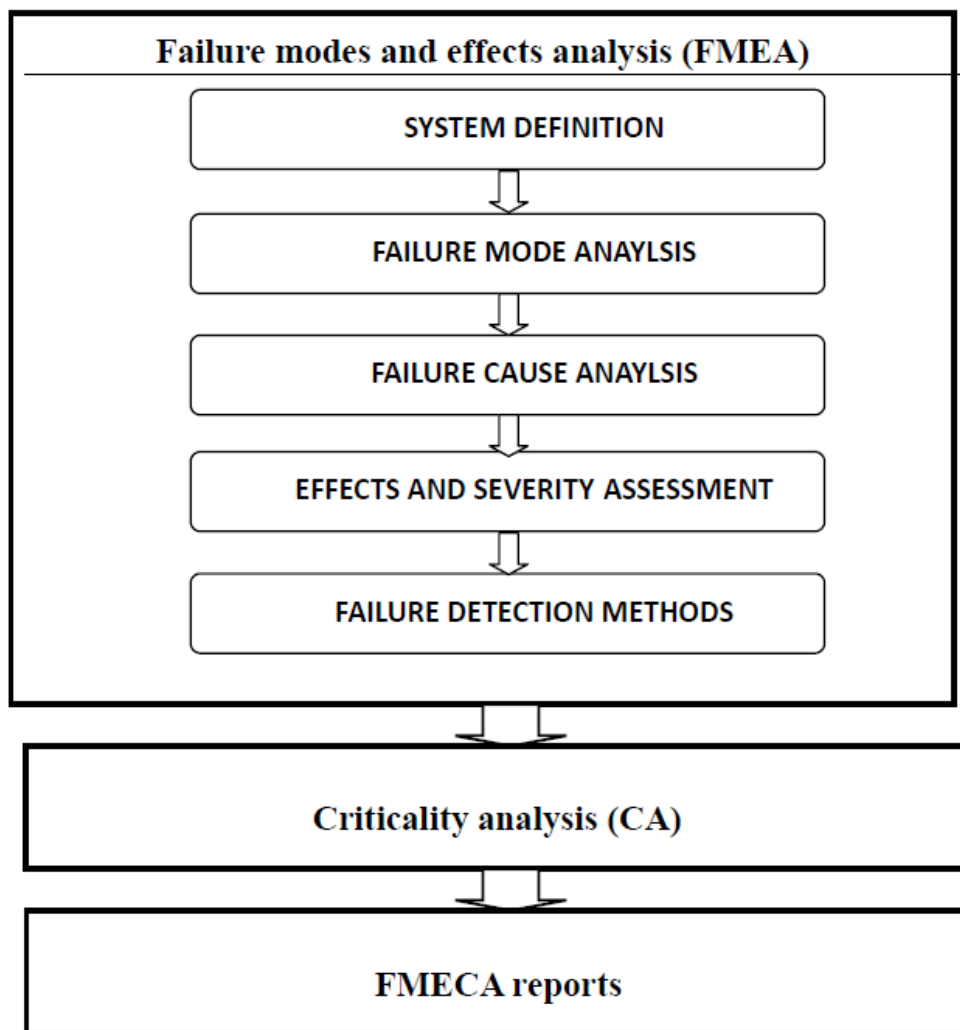 Failure modes and effects analysis (FMEA)
SYSTEM DEFINITION
FAILURE MODE ANAYLSIS
FAILURE CAUSE ANAYLSIS
EFFECTS AND SEVERITY ASSESSMENT
FAILURE DETECTION METHODS
Criticality analysis (CA)
FMECA reports